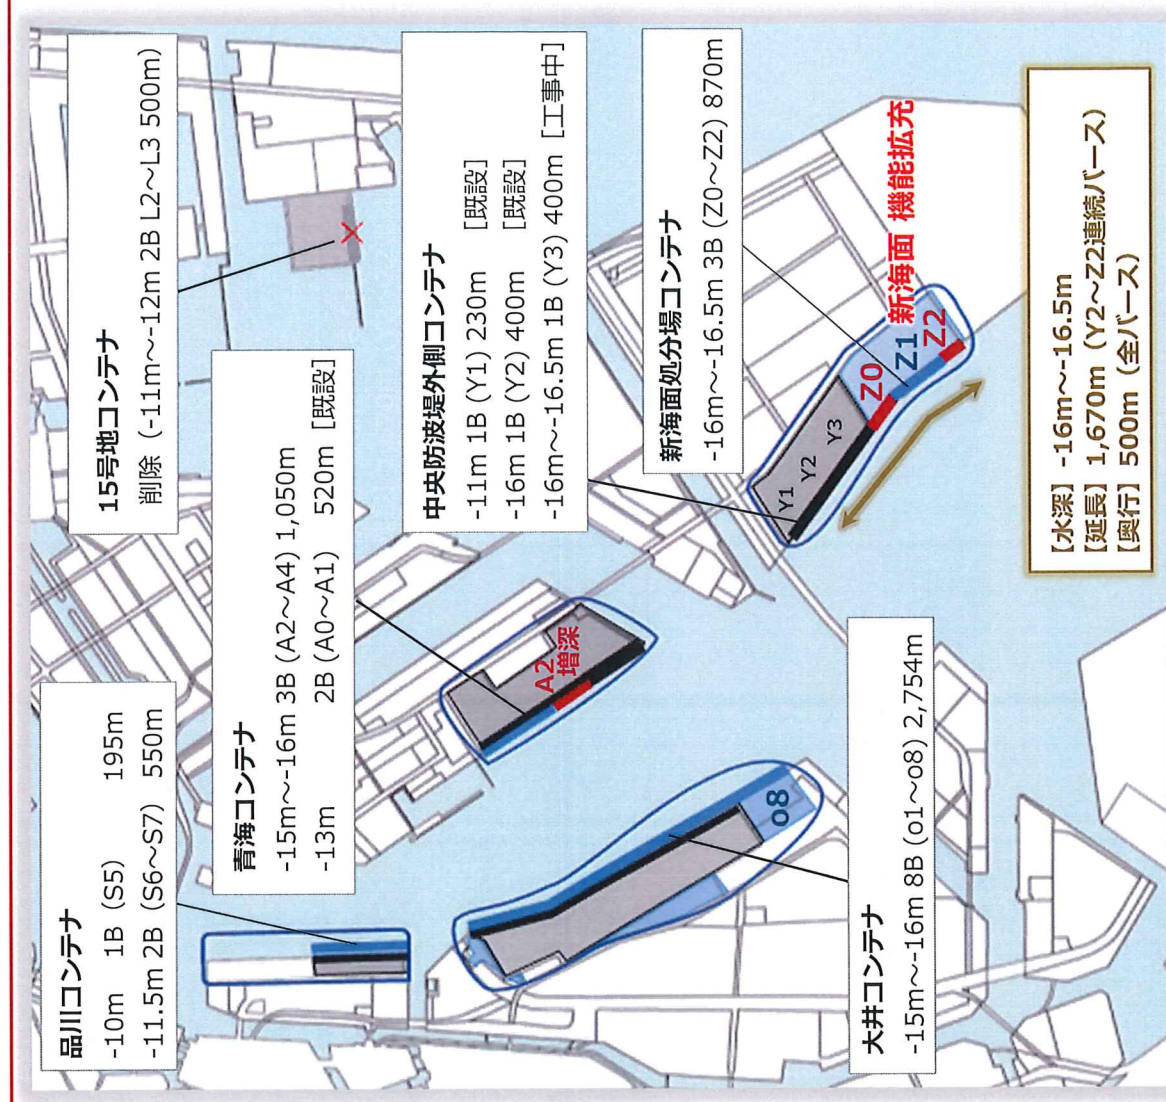 品川コンテナ
-10m 1B (S5) 195m
-11.5m 2B (S6～S7) 550m
青海コンテナ
-15m～-16m 3B (A2～A4) 1,050m
-13m 2B (A0～A1) 520m [既設]
15号地コンテナ
削除 (-11m～-12m 2B L2～L3 500m)
中央防波堤外側コンテナ
-11m 1B (Y1) 230m [既設]
-16m 1B (Y2) 400m [既設]
-16m～-16.5m 1B (Y3) 400m [工事中]
新海面処分場コンテナ
-16m～-16.5m 3B (Z0～Z2) 870m
A2
増深
o8
Y1
Y2
Y3
Z0
Z1
Z2
新海面 機能拡充
大井コンテナ
-15m～-16m 8B (o1～o8) 2,754m
【水深】-16m～-16.5m
【延長】1,670m (Y2～Z2連続バース)
【奥行】500m (全バース)